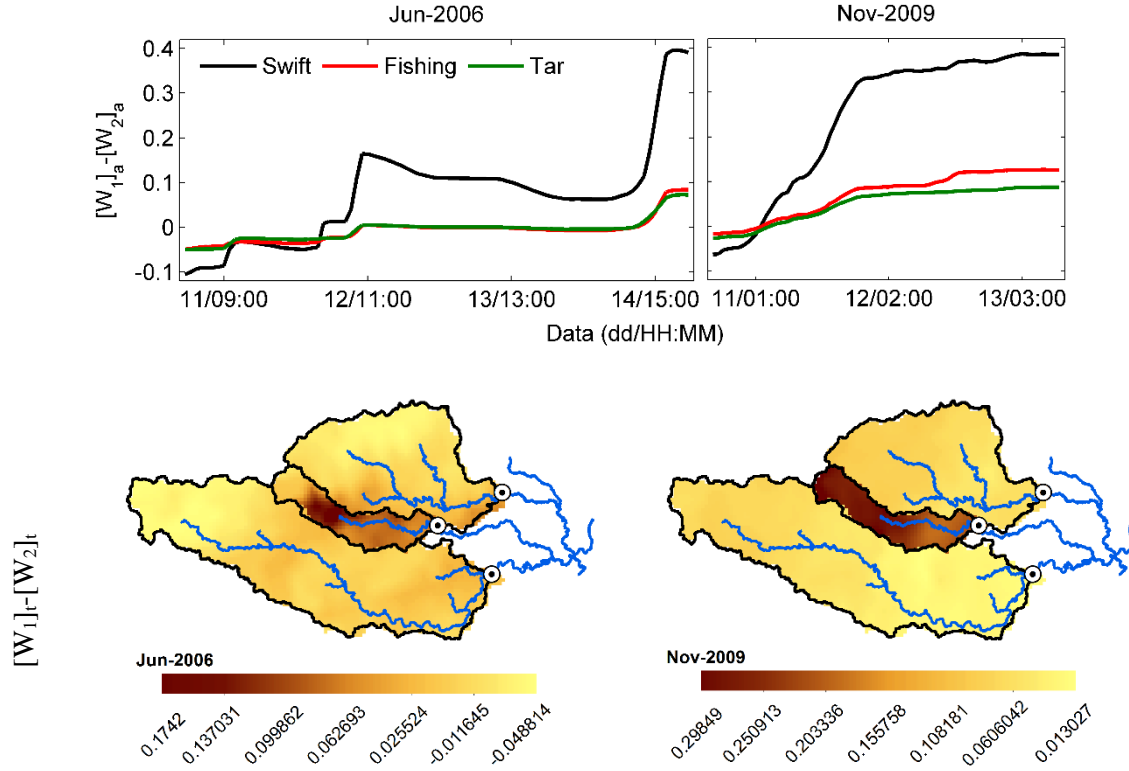 Jun-2006
Nov-2009
[W1]a-[W2]a
0.4
0.3
0.2
0.1
0
-0.1
Swift
Fishing
Tar
11/09:00
12/11:00
13/13:00
14/15:00
11/01:00
12/02:00
13/03:00
Data (dd/HH:MM)
[W1]t-[W2]t
Jun-2006
0.1742
0.137031
0.099862
0.062693
0.025524
-0.011645
-0.048814
Nov-2009
0.29849
0.250913
0.203336
0.155758
0.108181
0.0606042
0.013027